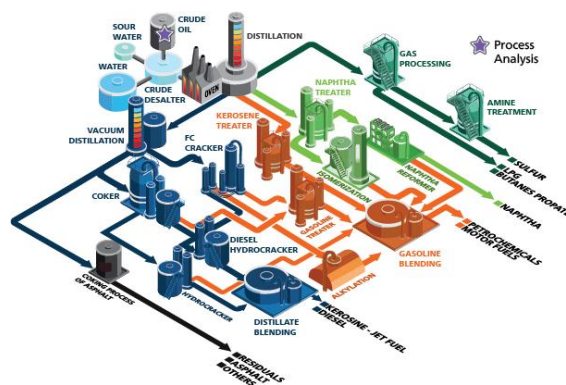 SOUR
WATER
CRUDE
OIL
DISTILLATION
WATER
CRUDE
DESALTER
OVEN
GAS
PROCESSING
Process
Analysis
NAPHTHA
TREATER
AMINE
TREATMENT
KEROSENE
TREATER
VACUUM
DISTILLATION
FC
CRACKER
ISOMERIZATION
NAPHTHA
REFORMER
SULFUR
LPG
BUTANES PROPATE
NAPHTHA
COKER
GASOLINE
TREATER
PETROCHEMICALS
MOTOR FUELS
DIESEL
HYDROCRACKER
GASOLINE
BLENDING
ALKYLATION
COKING PROCESS
OF ASPHALT
HYDROCRACKER
DISTILLATE
BLENDING
KEROSINE - JET FUEL
DIESEL
RESIDUALS
ASPHALT
OTHERS